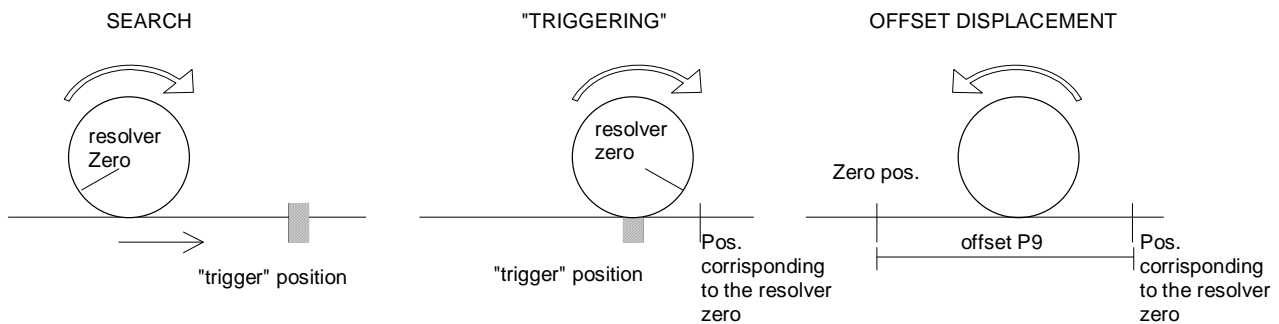 SEARCH
resolver
Zero
"trigger" position
"TRIGGERING"
resolver
zero
"trigger" position
Pos.
corrisponding
to the resolver
zero
OFFSET DISPLACEMENT
Zero pos.
offset P9
Pos.
corrisponding
to the resolver
zero